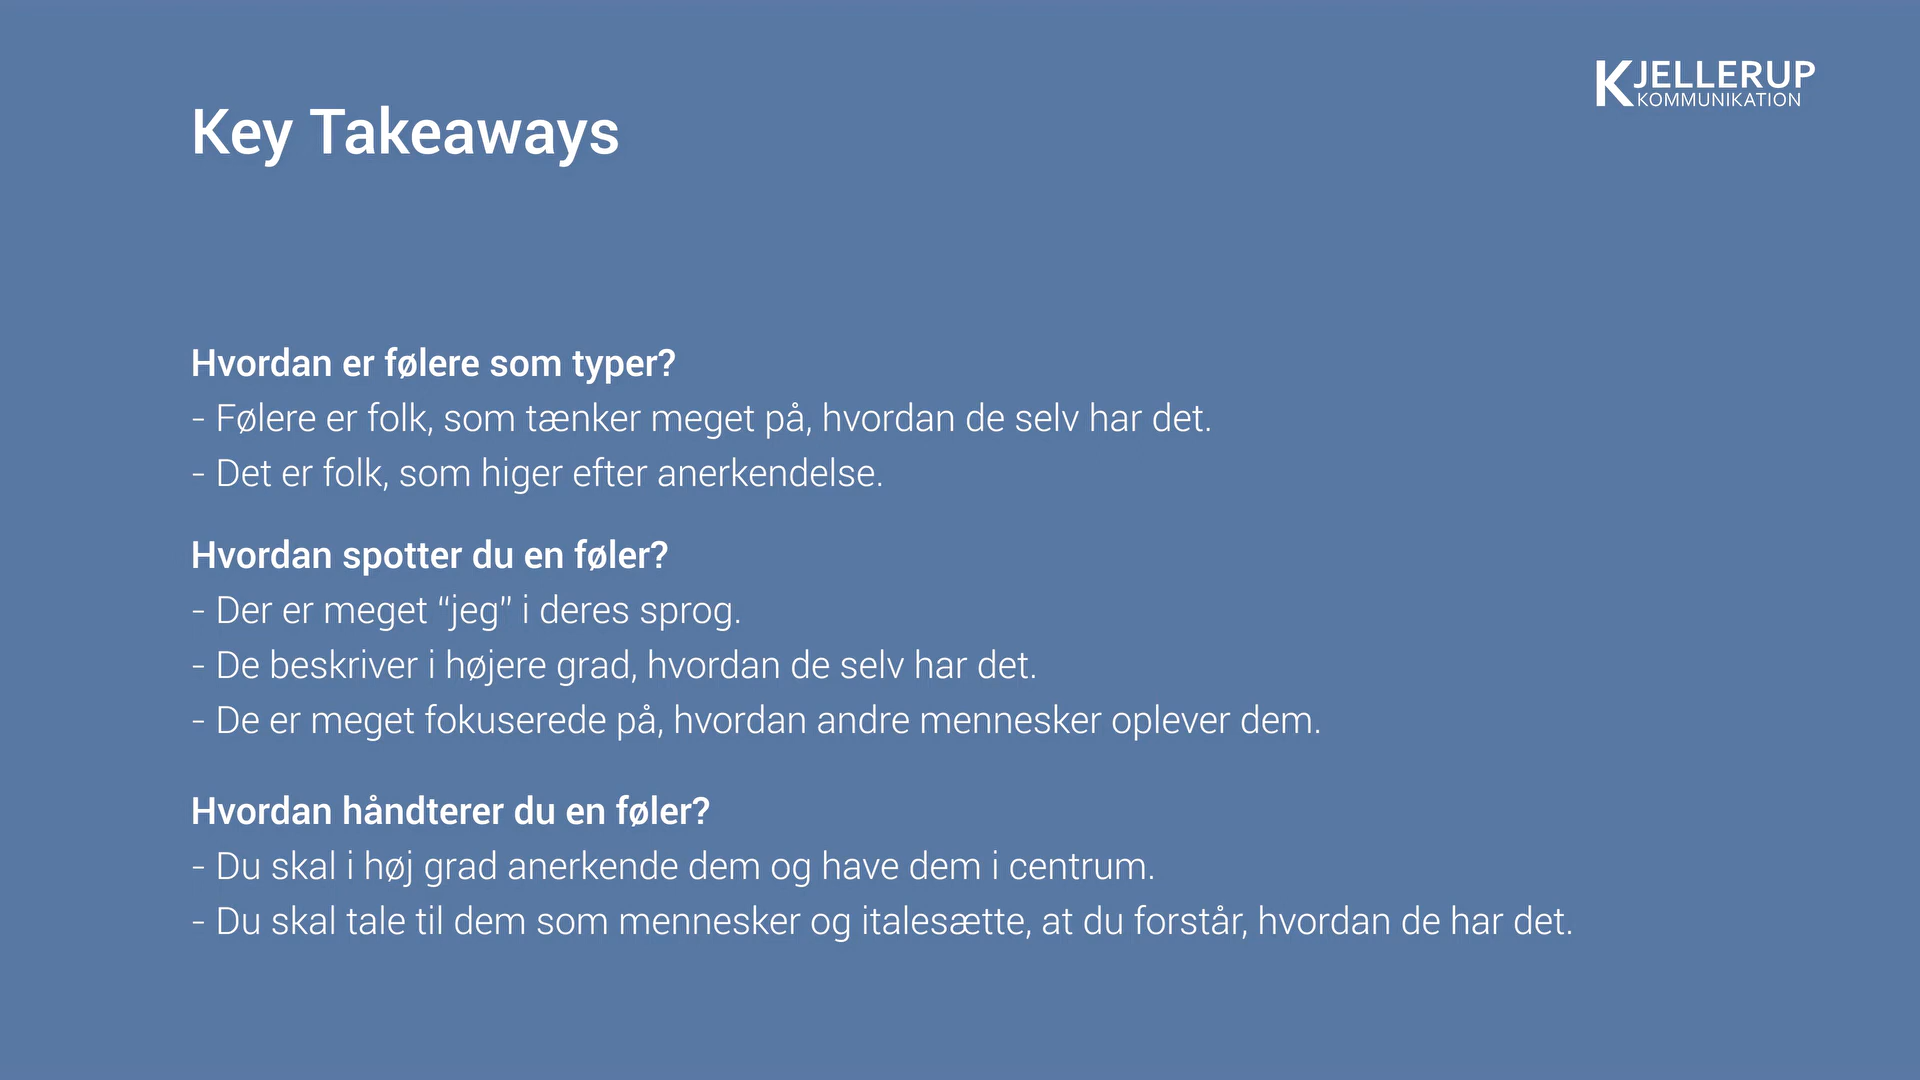 KJELLERUP
KOMMUNIKATION
Key Takeaways
Hvordan er følere som typer?
- Følere er folk, som tænker meget på, hvordan de selv har det.
- Det er folk, som higer efter anerkendelse.
Hvordan spotter du en føler?
- Der er meget “jeg” i deres sprog.
- De beskriver i højere grad, hvordan de selv har det.
- De er meget fokuserede på, hvordan andre mennesker oplever dem.
Hvordan håndterer du en føler?
- Du skal i høj grad anerkende dem og have dem i centrum.
- Du skal tale til dem som mennesker og italesætte, at du forstår, hvordan de har det.